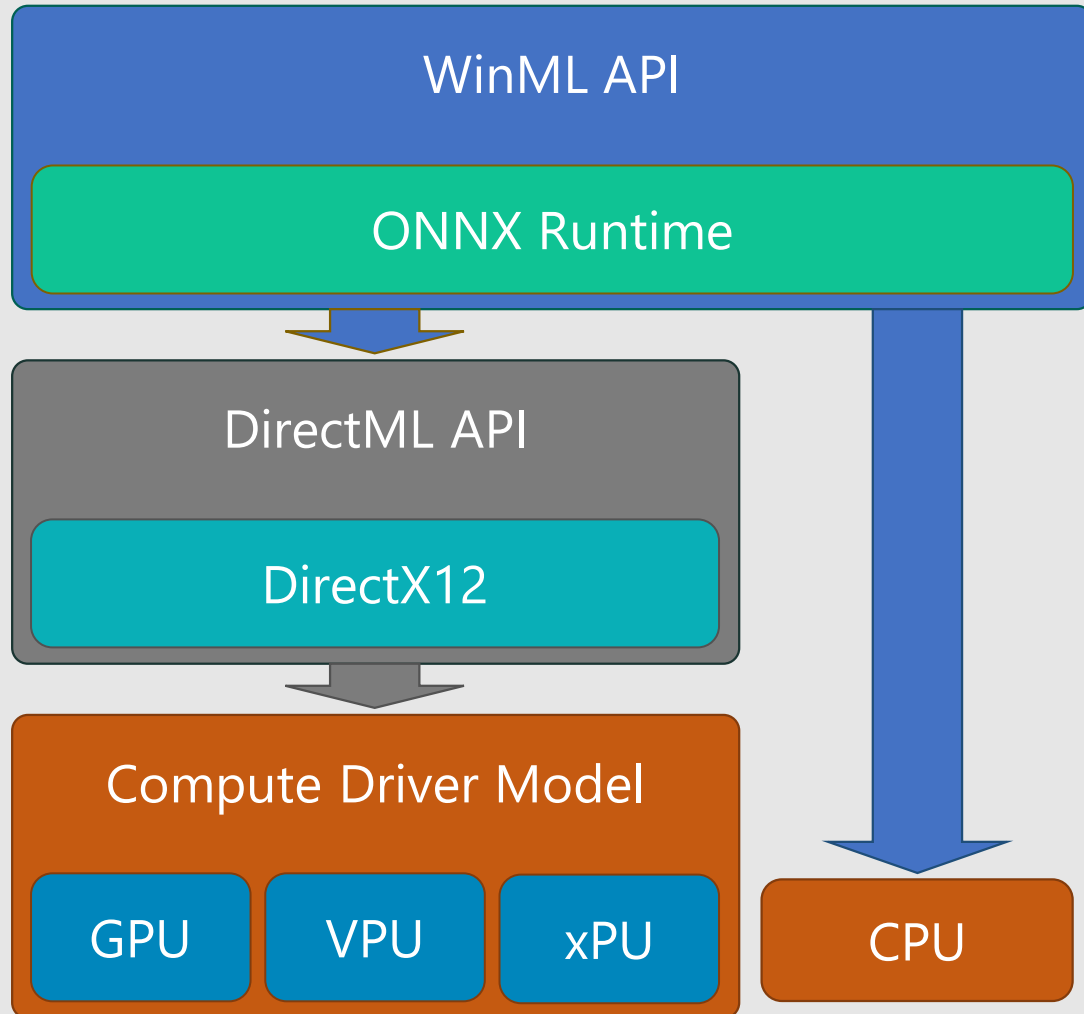 WinML API
ONNX Runtime
DirectML API
DirectX12
Compute Driver Model
GPU
VPU
xPU
CPU